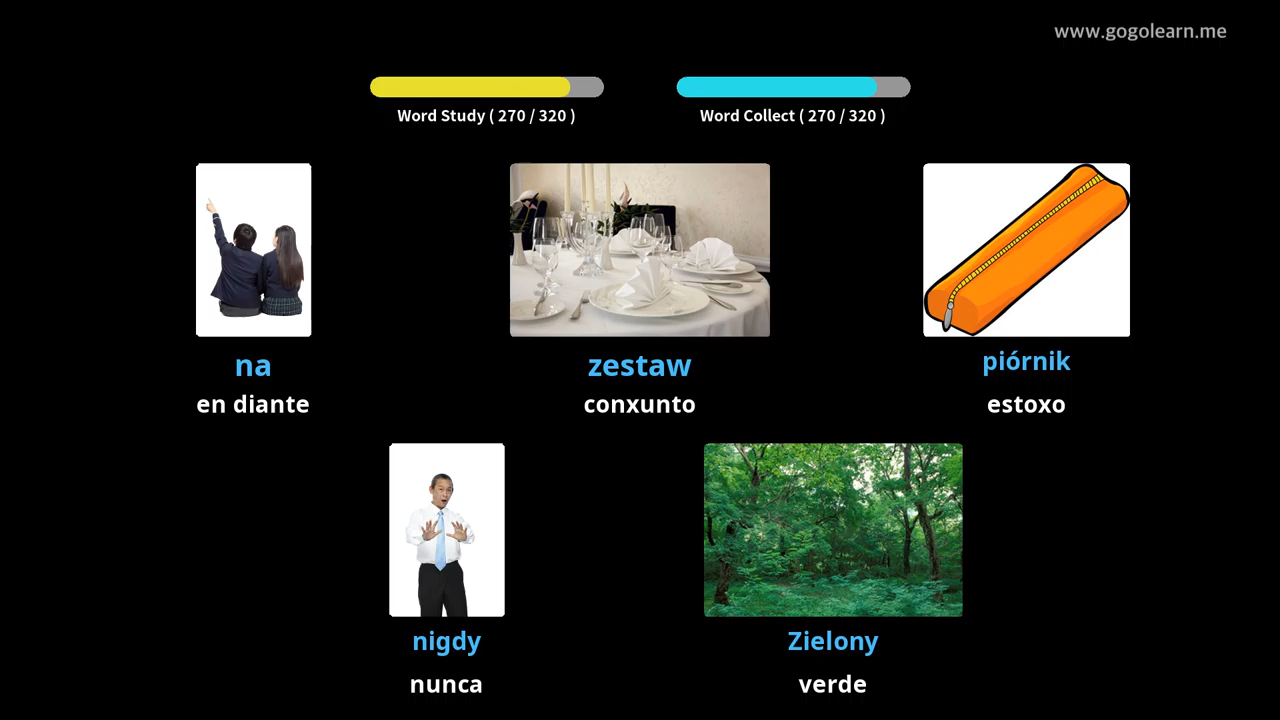 www.gogolearn.me
Word Study ( 270 / 320 )
Word Collect ( 270 / 320 )
na
en diante
zestaw
conxunto
piórnik
estoxo
nigdy
nunca
Zielony
verde